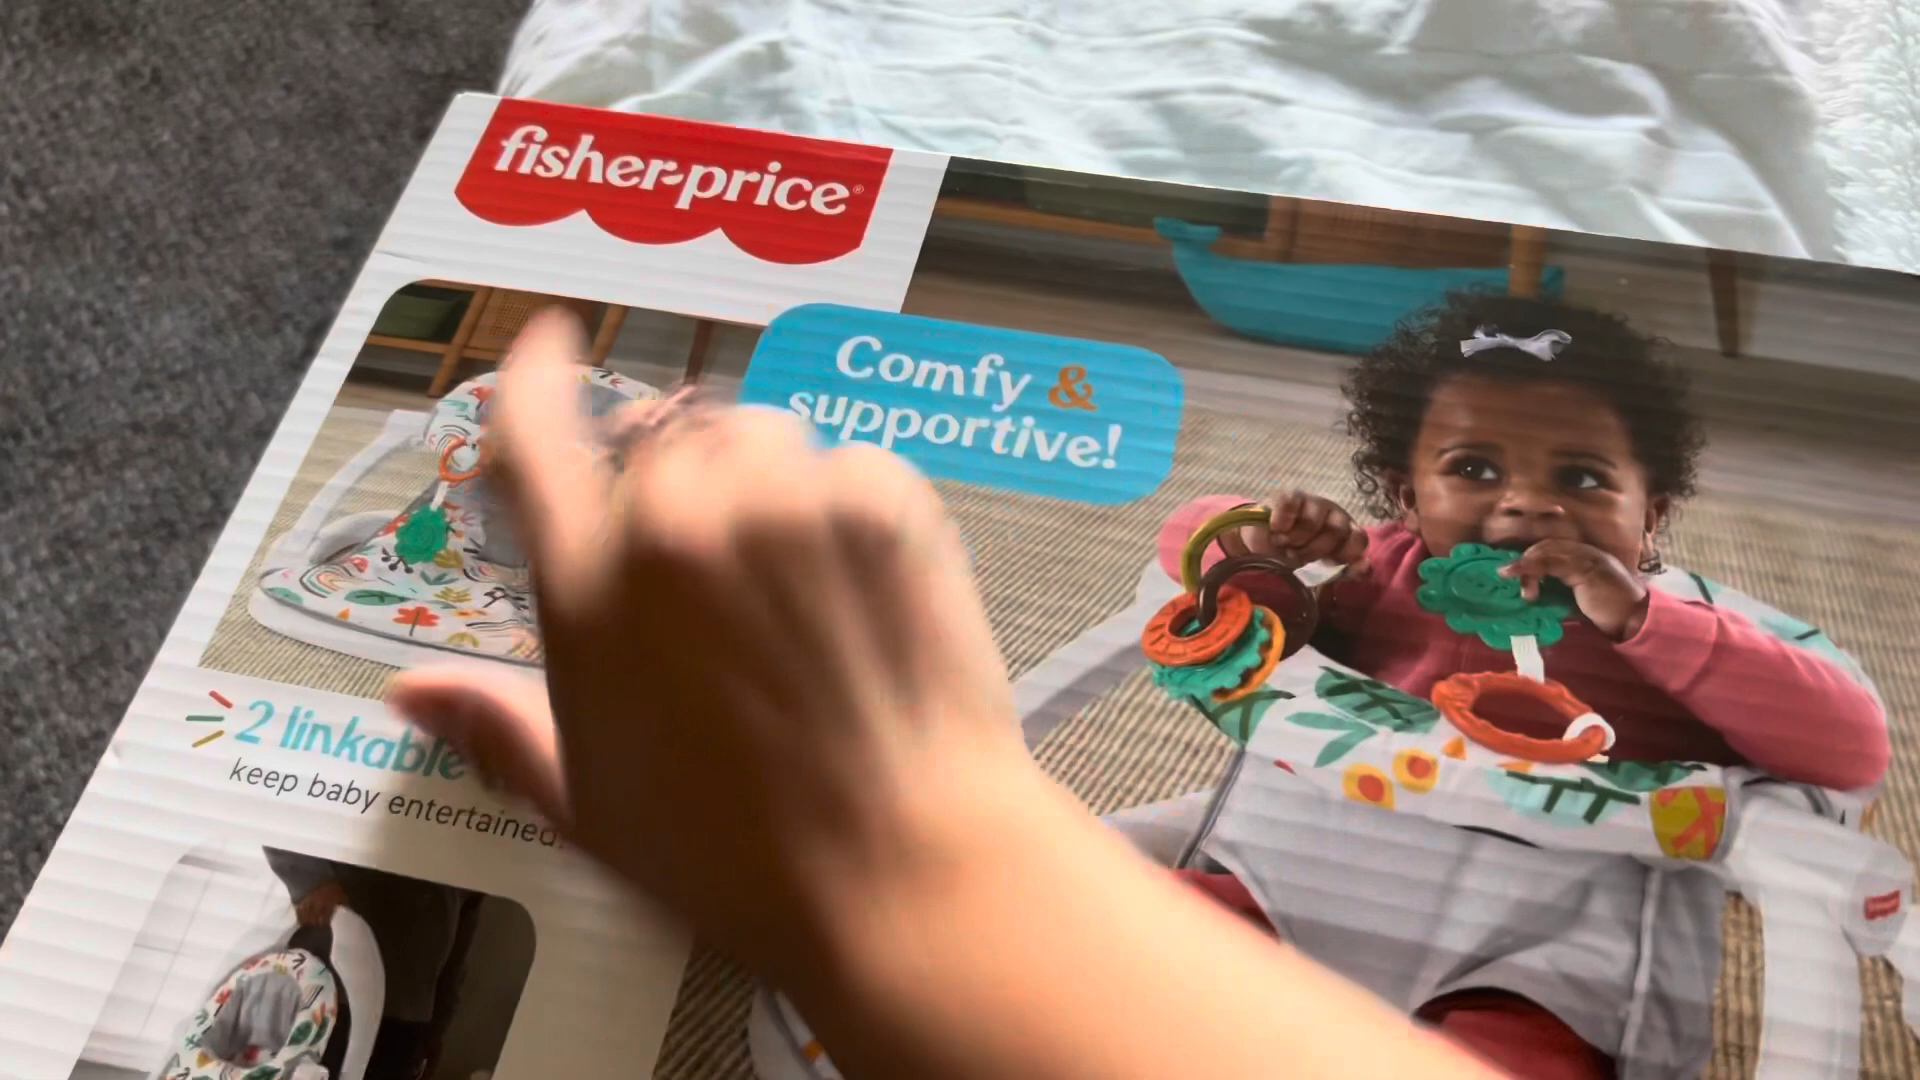 fisher-price®
Comfy &
supportive!
2 linkable
keep baby entertained!